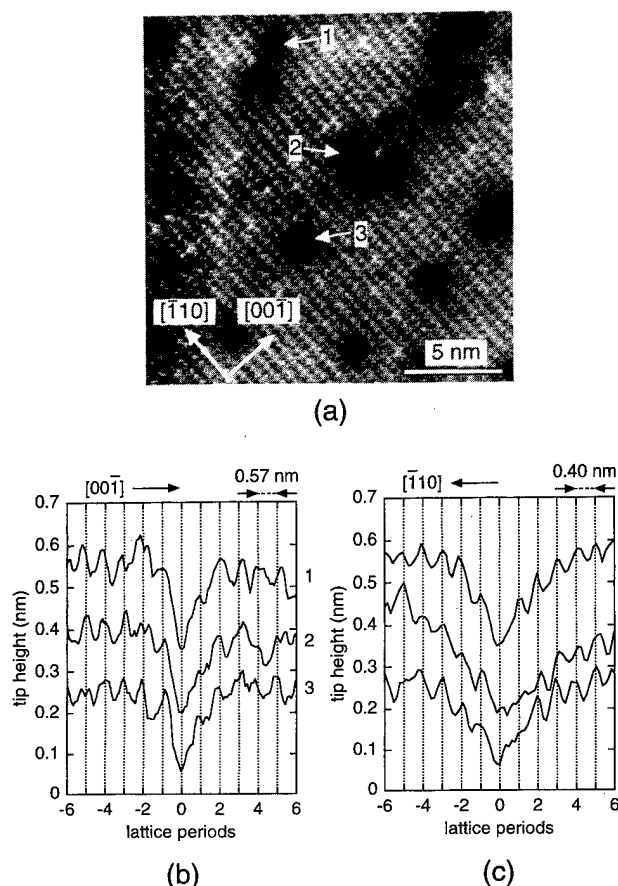 1
2
3
[1̄10]
[001̄]
5 nm
(a)
[001̄]
0.57 nm
0.7
0.6
0.5
0.4
0.3
0.2
0.1
0
tip height (nm)
1
2
3
-6 -4 -2 0 2 4 6
lattice periods
(b)
[1̄10]
0.40 nm
0.7
0.6
0.5
0.4
0.3
0.2
0.1
0
tip height (nm)
-6 -4 -2 0 2 4 6
lattice periods
(c)